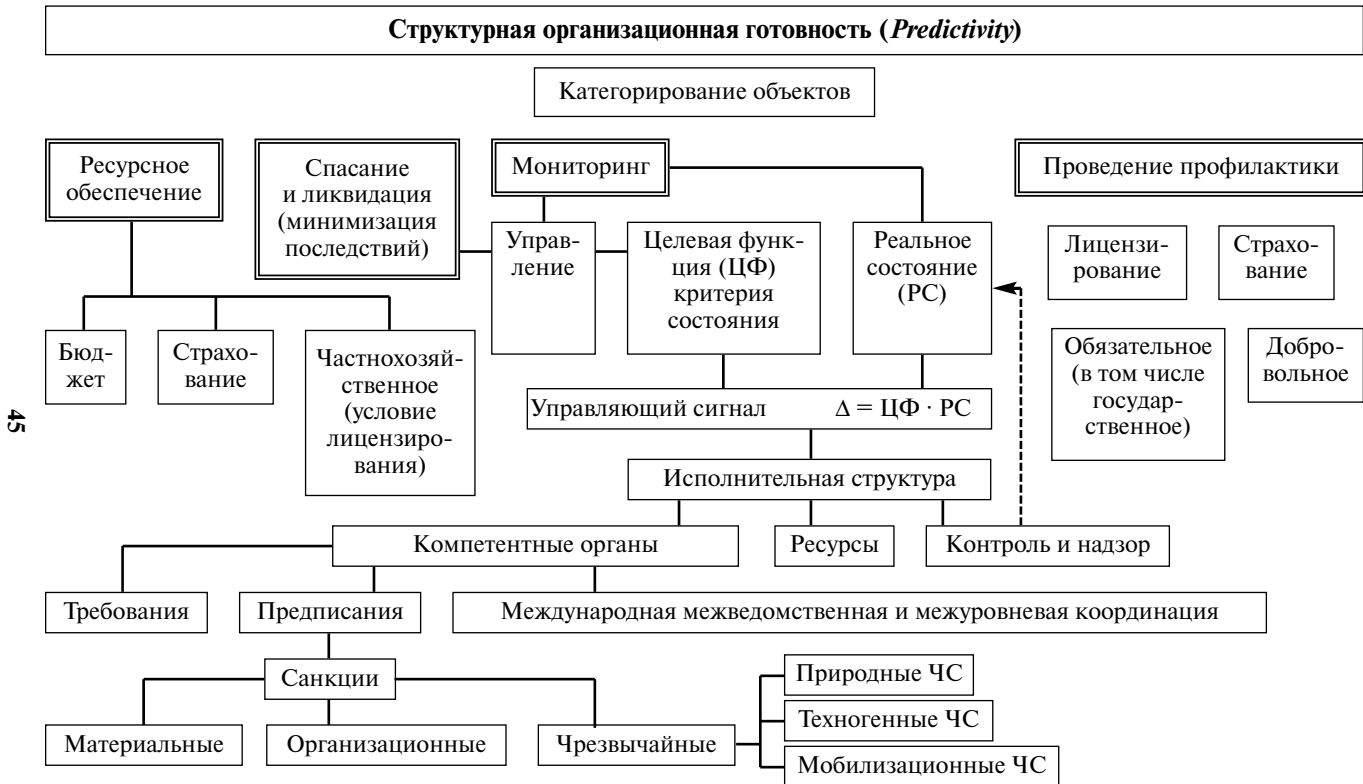 Структурная организационная готовность (Predictivity)
Категорирование объектов
Ресурсное
обеспечение
Спасание
и ликвидация
(минимизация
последствий)
Мониторинг
Проведение профилактики
Управ-
ление
Целевая функ-
ция (ЦФ)
критерия
состояния
Реальное
состояние
(РС)
Лицензи-
рование
Страхо-
вание
Бюд-
жет
Страхо-
вание
Частнохозяй-
ственное
(условие
лицензиро-
вания)
Обязательное
(в том числе
государ-
ственное)
Добро-
вольное
Управляющий сигнал Δ = ЦФ · РС
45
Исполнительная структура
Компетентные органы
Ресурсы
Контроль и надзор
Требования
Предписания
Международная межведомственная и межуровневая координация
Санкции
Природные ЧС
Материальные
Организационные
Чрезвычайные
Техногенные ЧС
Мобилизационные ЧС